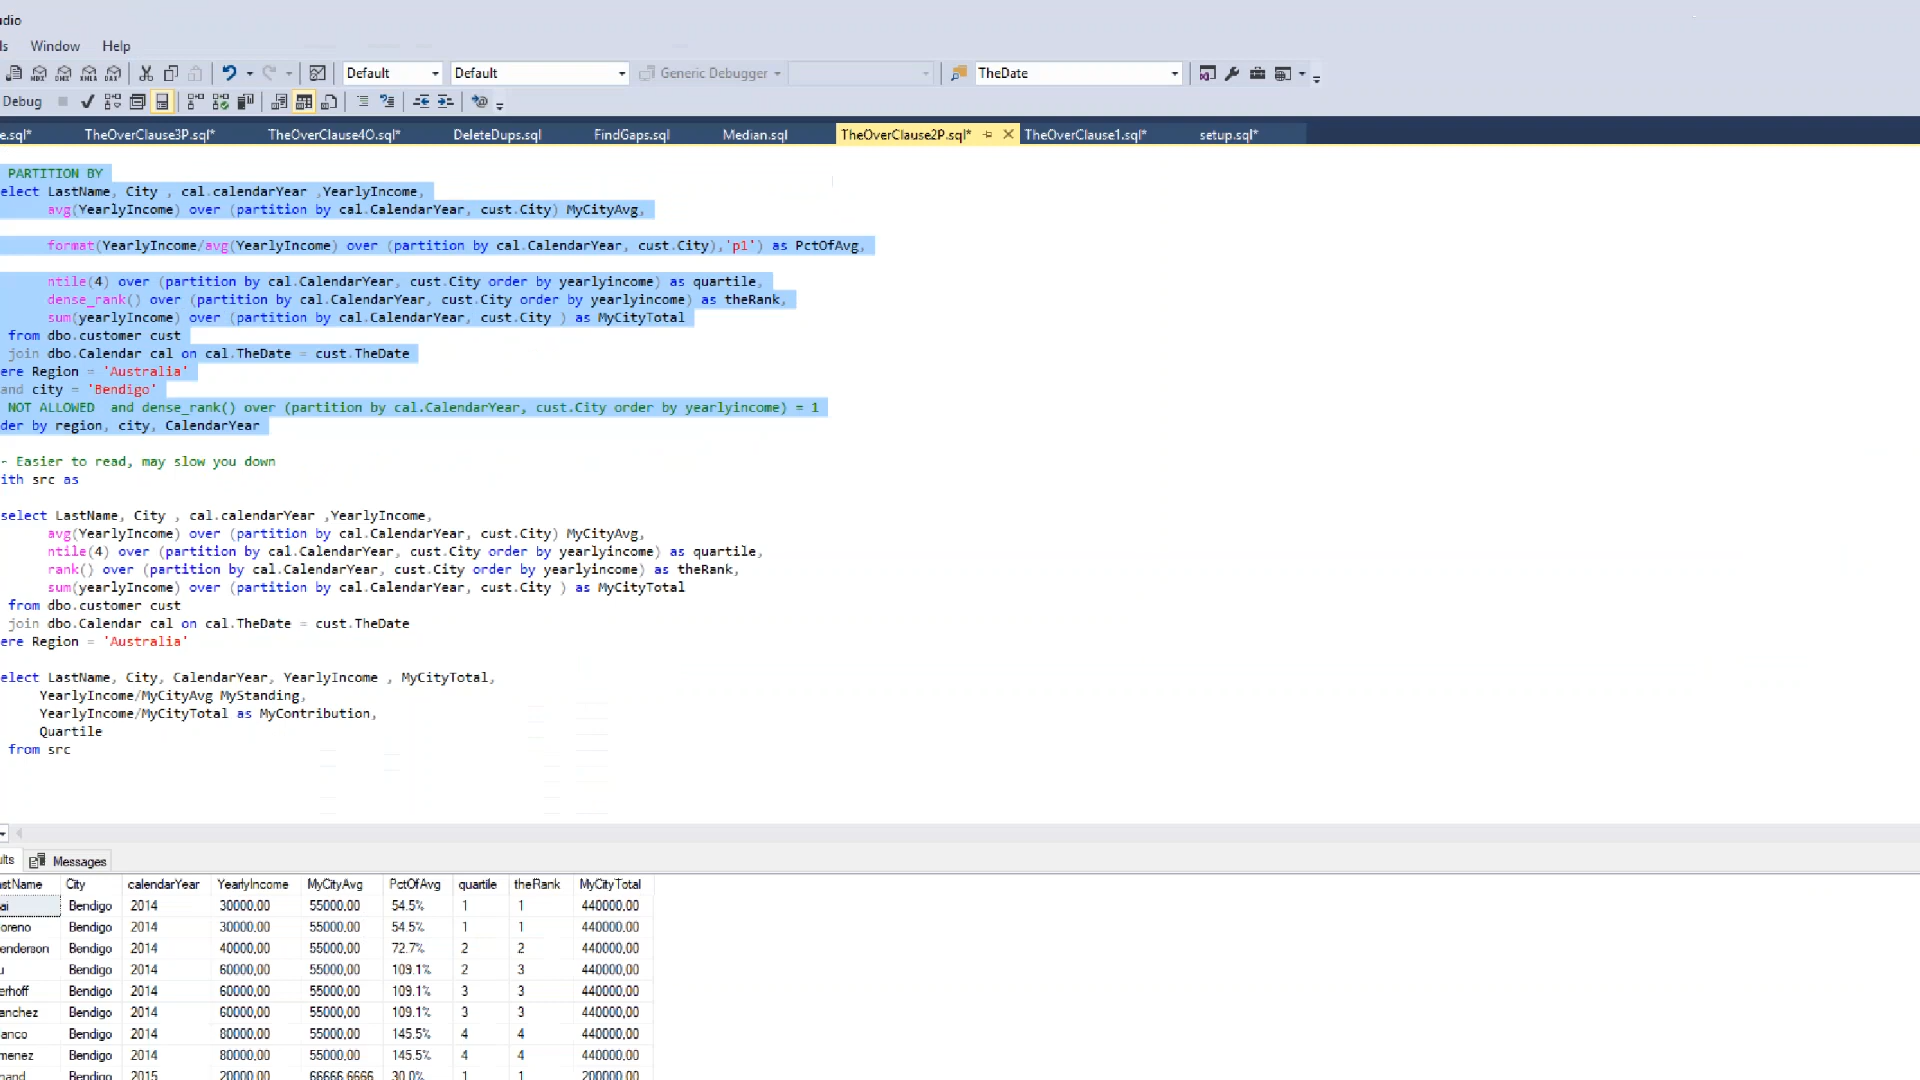 udio
ls Window Help
Default Default Generic Debugger TheDate
Debug
e.sql* TheOverClause3P.sql* TheOverClause4O.sql* DeleteDups.sql FindGaps.sql Median.sql TheOverClause2P.sql* TheOverClause1.sql* setup.sql*
PARTITION BY
elect LastName, City , cal.calendarYear ,YearlyIncome,
avg(YearlyIncome) over (partition by cal.CalendarYear, cust.City) MyCityAvg,
format(YearlyIncome/avg(YearlyIncome) over (partition by cal.CalendarYear, cust.City),'p1') as PctOfAvg,
ntile(4) over (partition by cal.CalendarYear, cust.City order by yearlyincome) as quartile,
dense_rank() over (partition by cal.CalendarYear, cust.City order by yearlyincome) as theRank,
sum(yearlyIncome) over (partition by cal.CalendarYear, cust.City ) as MyCityTotal
from dbo.customer cust
join dbo.Calendar cal on cal.TheDate = cust.TheDate
ere Region = 'Australia'
and city = 'Bendigo'
NOT ALLOWED  and dense_rank() over (partition by cal.CalendarYear, cust.City order by yearlyincome) = 1
der by region, city, CalendarYear
- Easier to read, may slow you down
ith src as
select LastName, City , cal.calendarYear ,YearlyIncome,
avg(YearlyIncome) over (partition by cal.CalendarYear, cust.City) MyCityAvg,
ntile(4) over (partition by cal.CalendarYear, cust.City order by yearlyincome) as quartile,
rank() over (partition by cal.CalendarYear, cust.City order by yearlyincome) as theRank,
sum(yearlyIncome) over (partition by cal.CalendarYear, cust.City ) as MyCityTotal
from dbo.customer cust
join dbo.Calendar cal on cal.TheDate = cust.TheDate
ere Region = 'Australia'
elect LastName, City, CalendarYear, YearlyIncome , MyCityTotal,
YearlyIncome/MyCityAvg MyStanding,
YearlyIncome/MyCityTotal as MyContribution,
Quartile
from src
ults Messages
astName City calendarYear YearlyIncome MyCityAvg PctOfAvg quartile theRank MyCityTotal
ai Bendigo 2014 30000.00 55000.00 54.5% 1 1 440000.00
oreno Bendigo 2014 30000.00 55000.00 54.5% 1 1 440000.00
enderson Bendigo 2014 40000.00 55000.00 72.7% 2 2 440000.00
u Bendigo 2014 60000.00 55000.00 109.1% 2 3 440000.00
erhoff Bendigo 2014 60000.00 55000.00 109.1% 3 3 440000.00
anchez Bendigo 2014 60000.00 55000.00 109.1% 3 3 440000.00
anco Bendigo 2014 80000.00 55000.00 145.5% 4 4 440000.00
menez Bendigo 2014 80000.00 55000.00 145.5% 4 4 440000.00
nand Bendigo 2015 20000.00 66666.6666 30.0% 1 1 200000.00